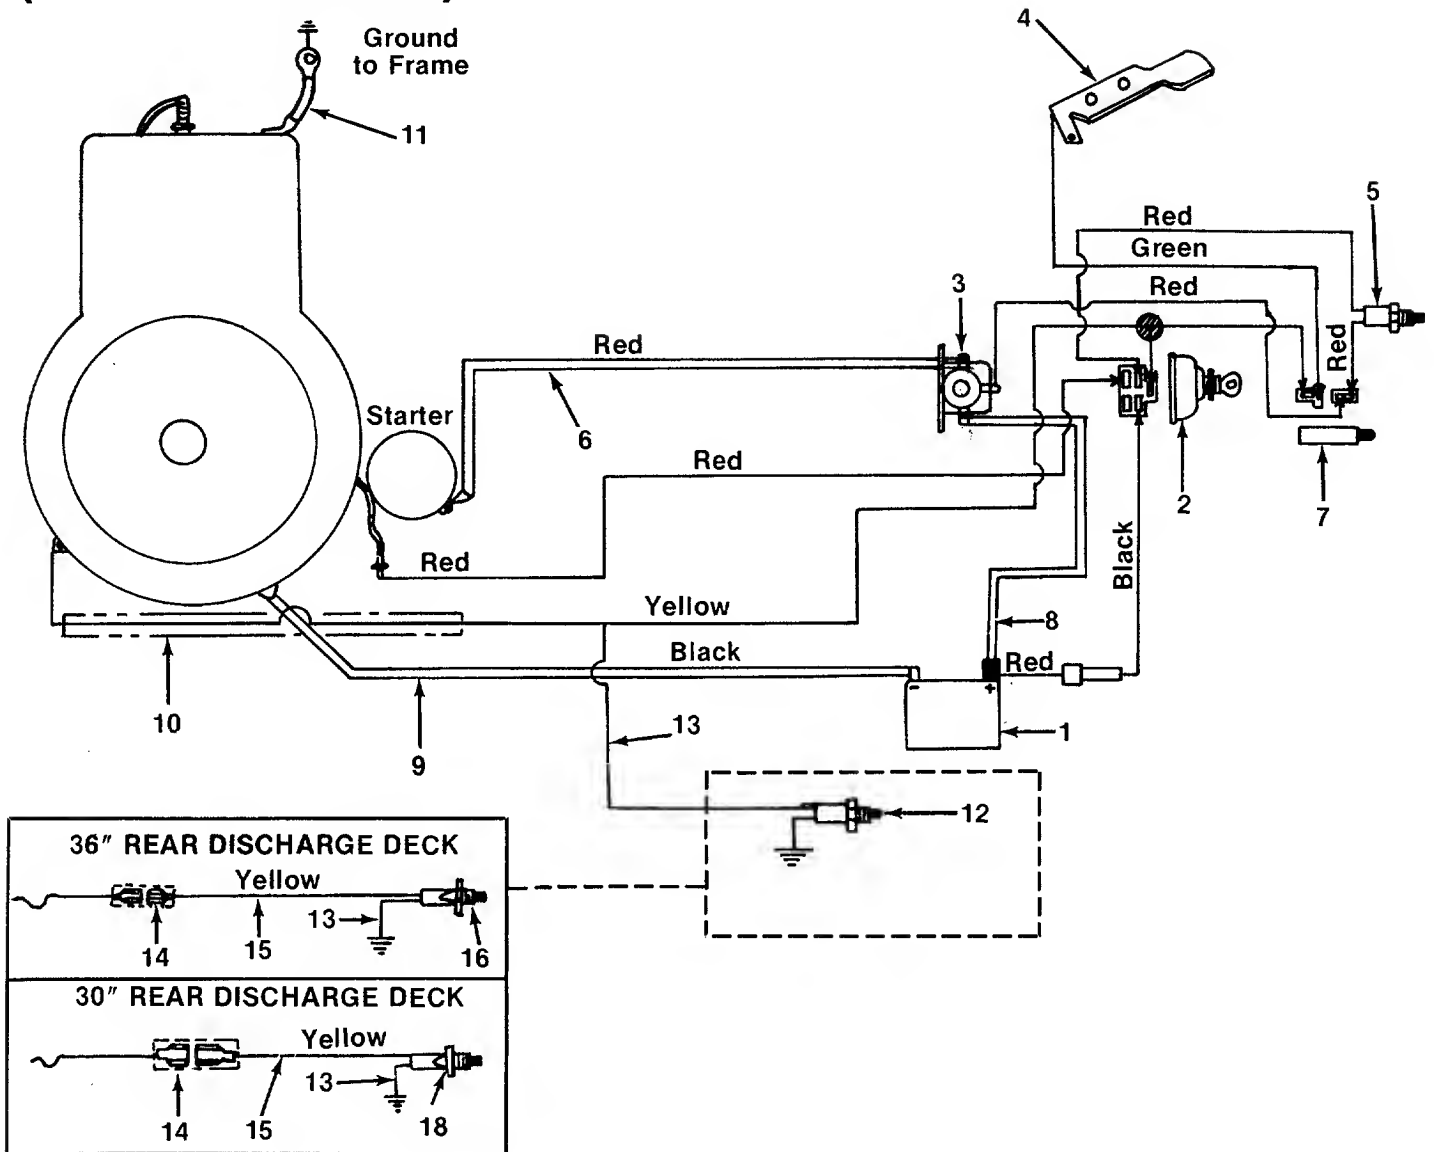 4
Ground
to Frame
11
5
Red
Green
3
Red
Red
Red
Starter
6
Red
2
7
Red
Black
Yellow
8
Black
Red
- +
10
13
1
9
12
36" REAR DISCHARGE DECK
Yellow
13
14
15
16
30" REAR DISCHARGE DECK
Yellow
13
14
15
18